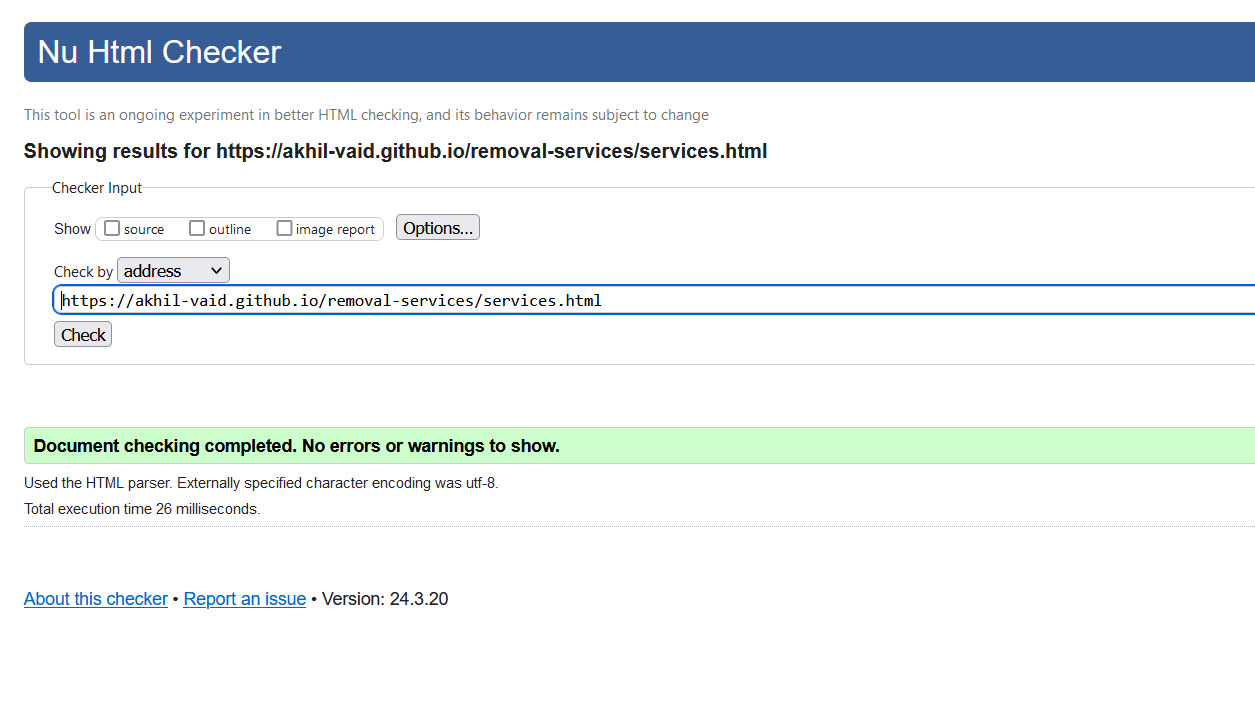 Nu Html Checker
This tool is an ongoing experiment in better HTML checking, and its behavior remains subject to change
Showing results for https://akhil-vaid.github.io/removal-services/services.html
Checker Input
Show source outline image report Options...
Check by address
https://akhil-vaid.github.io/removal-services/services.html
Check
Document checking completed. No errors or warnings to show.
Used the HTML parser. Externally specified character encoding was utf-8.
Total execution time 26 milliseconds.
About this checker • Report an issue • Version: 24.3.20